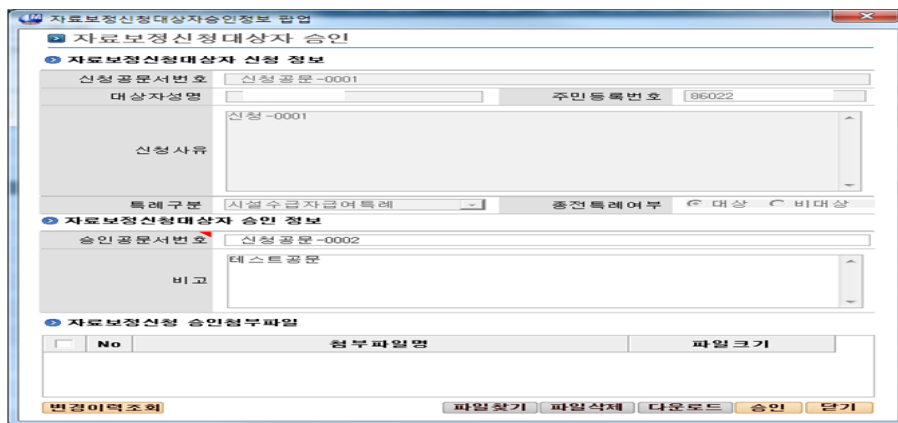 자료보정신청대상자승인정보 팝업
자료보정신청대상자 승인
자료보정신청대상자 신청 정보
신청공문서번호 신청공문-0001
대상자성명 주민등록번호 86022
신청사유 신청-0001
특례구분 시설수급자급여특례 종전특례여부 대상 비대상
자료보정신청대상자 승인 정보
승인공문서번호 신청공문-0002
비고 테스트공문
자료보정신청 승인첨부파일
No 첨부파일명 파일크기
변경이력조회 파일찾기 파일삭제 다운로드 승인 닫기